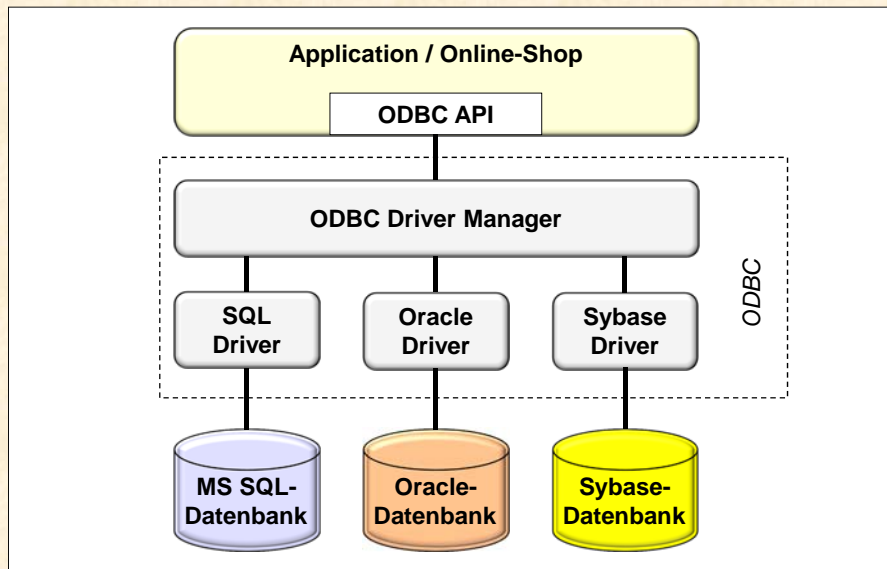 Application / Online-Shop
ODBC API
ODBC Driver Manager
ODBC
SQL
Driver
Oracle
Driver
Sybase
Driver
MS SQL-
Datenbank
Oracle-
Datenbank
Sybase-
Datenbank